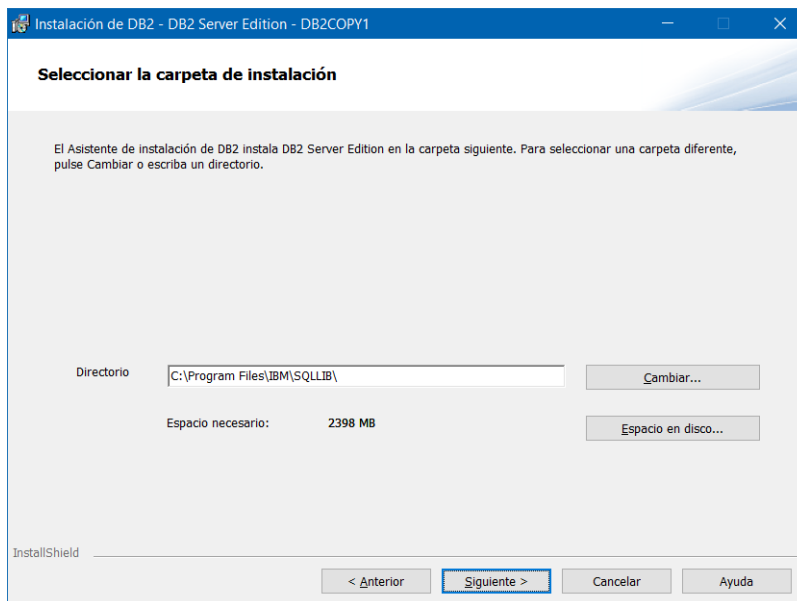 Instalación de DB2 - DB2 Server Edition - DB2COPY1
Seleccionar la carpeta de instalación
El Asistente de instalación de DB2 instala DB2 Server Edition en la carpeta siguiente. Para seleccionar una carpeta diferente,
pulse Cambiar o escriba un directorio.
Directorio C:\Program Files\IBM\SQLLIB\ Cambiar...
Espacio necesario: 2398 MB Espacio en disco...
InstallShield
< Anterior Siguiente > Cancelar Ayuda